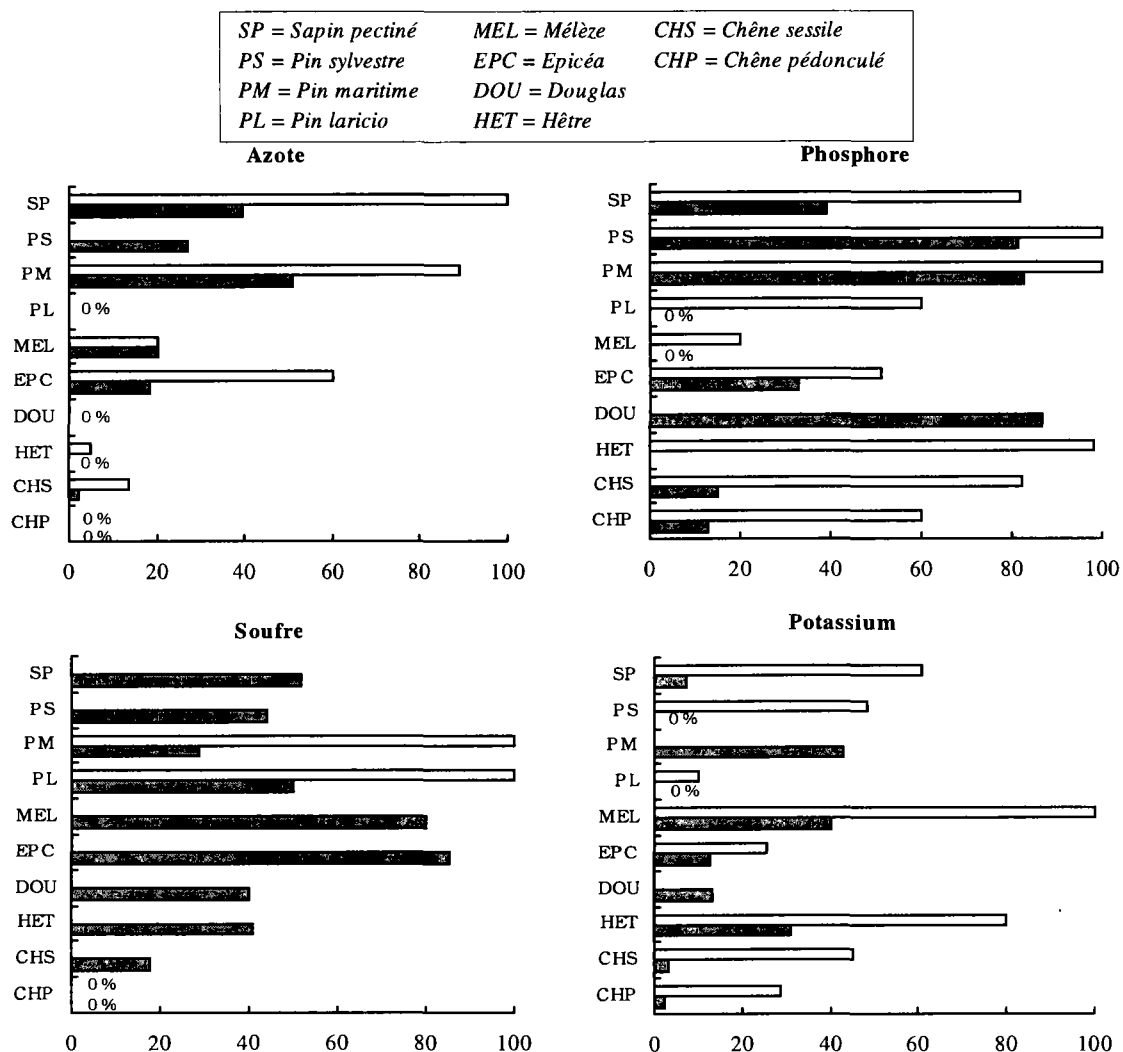 SP = Sapin pectiné MEL = Mélèze CHS = Chêne sessile
PS = Pin sylvestre EPC = Epicéa CHP = Chêne pédonculé
PM = Pin maritime DOU = Douglas
PL = Pin laricio HET = Hêtre
Azote
SP
PS
PM
PL 0 %
MEL
EPC
DOU 0 %
HET 0 %
CHS
CHP 0 %
0 %
0 20 40 60 80 100
Phosphore
SP
PS
PM
PL 0 %
MEL 0 %
EPC
DOU
HET
CHS
CHP
0 20 40 60 80 100
Soufre
SP
PS
PM
PL
MEL
EPC
DOU
HET
CHS
CHP 0 %
0 %
0 20 40 60 80 100
Potassium
SP
PS 0 %
PM
PL 0 %
MEL
EPC
DOU
HET
CHS
CHP
0 20 40 60 80 100